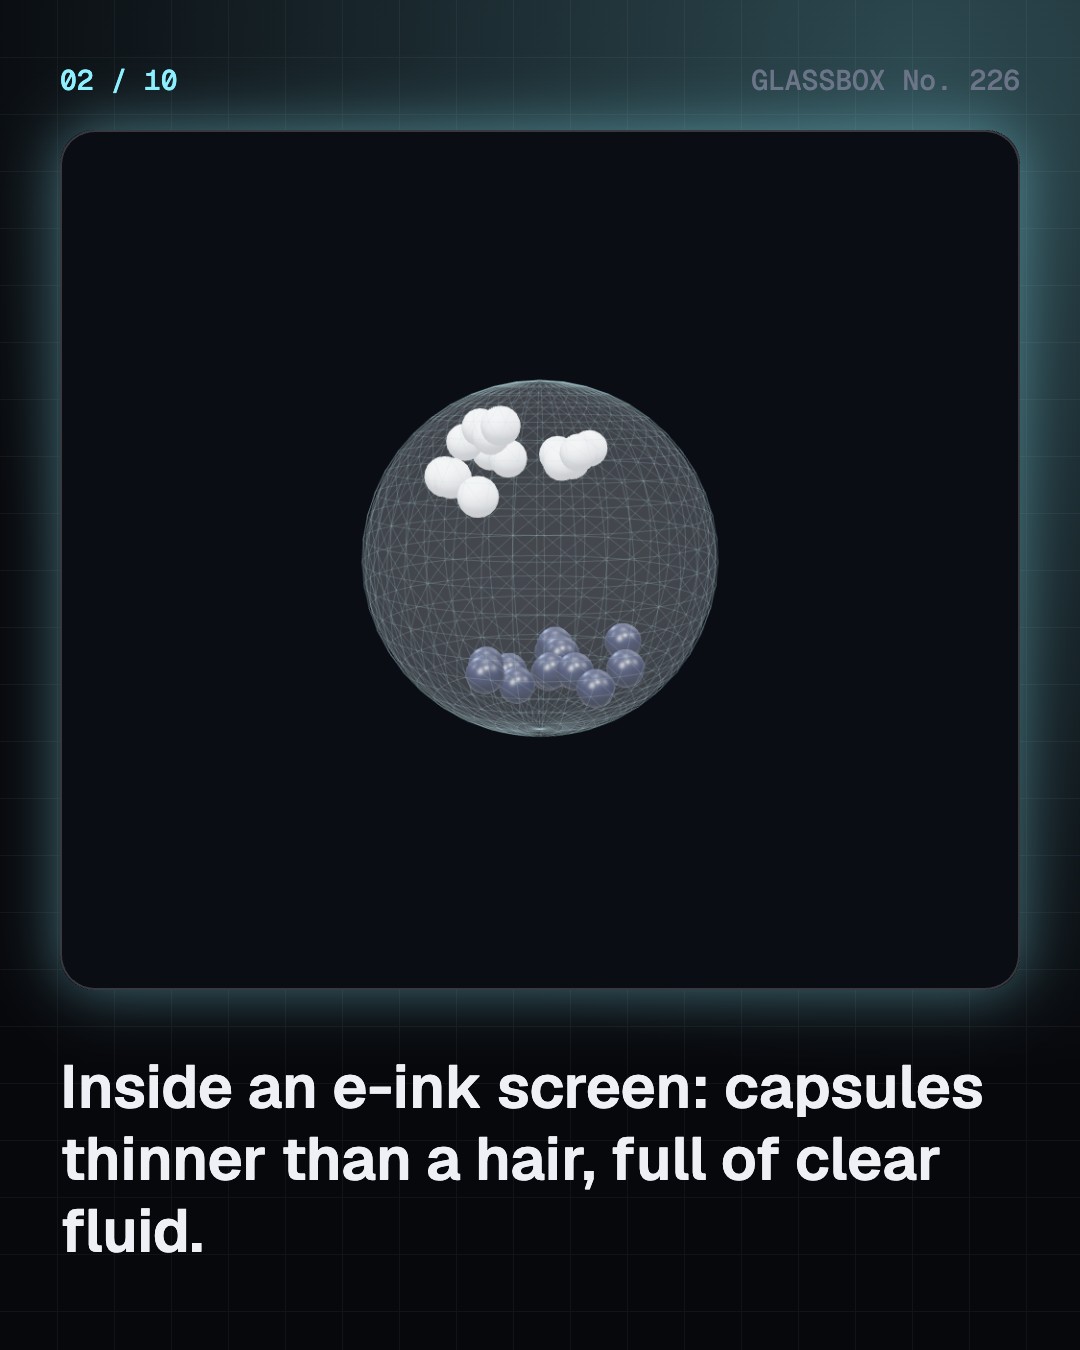 02 / 10
GLASSBOX No. 226
Inside an e-ink screen: capsules
thinner than a hair, full of clear
fluid.